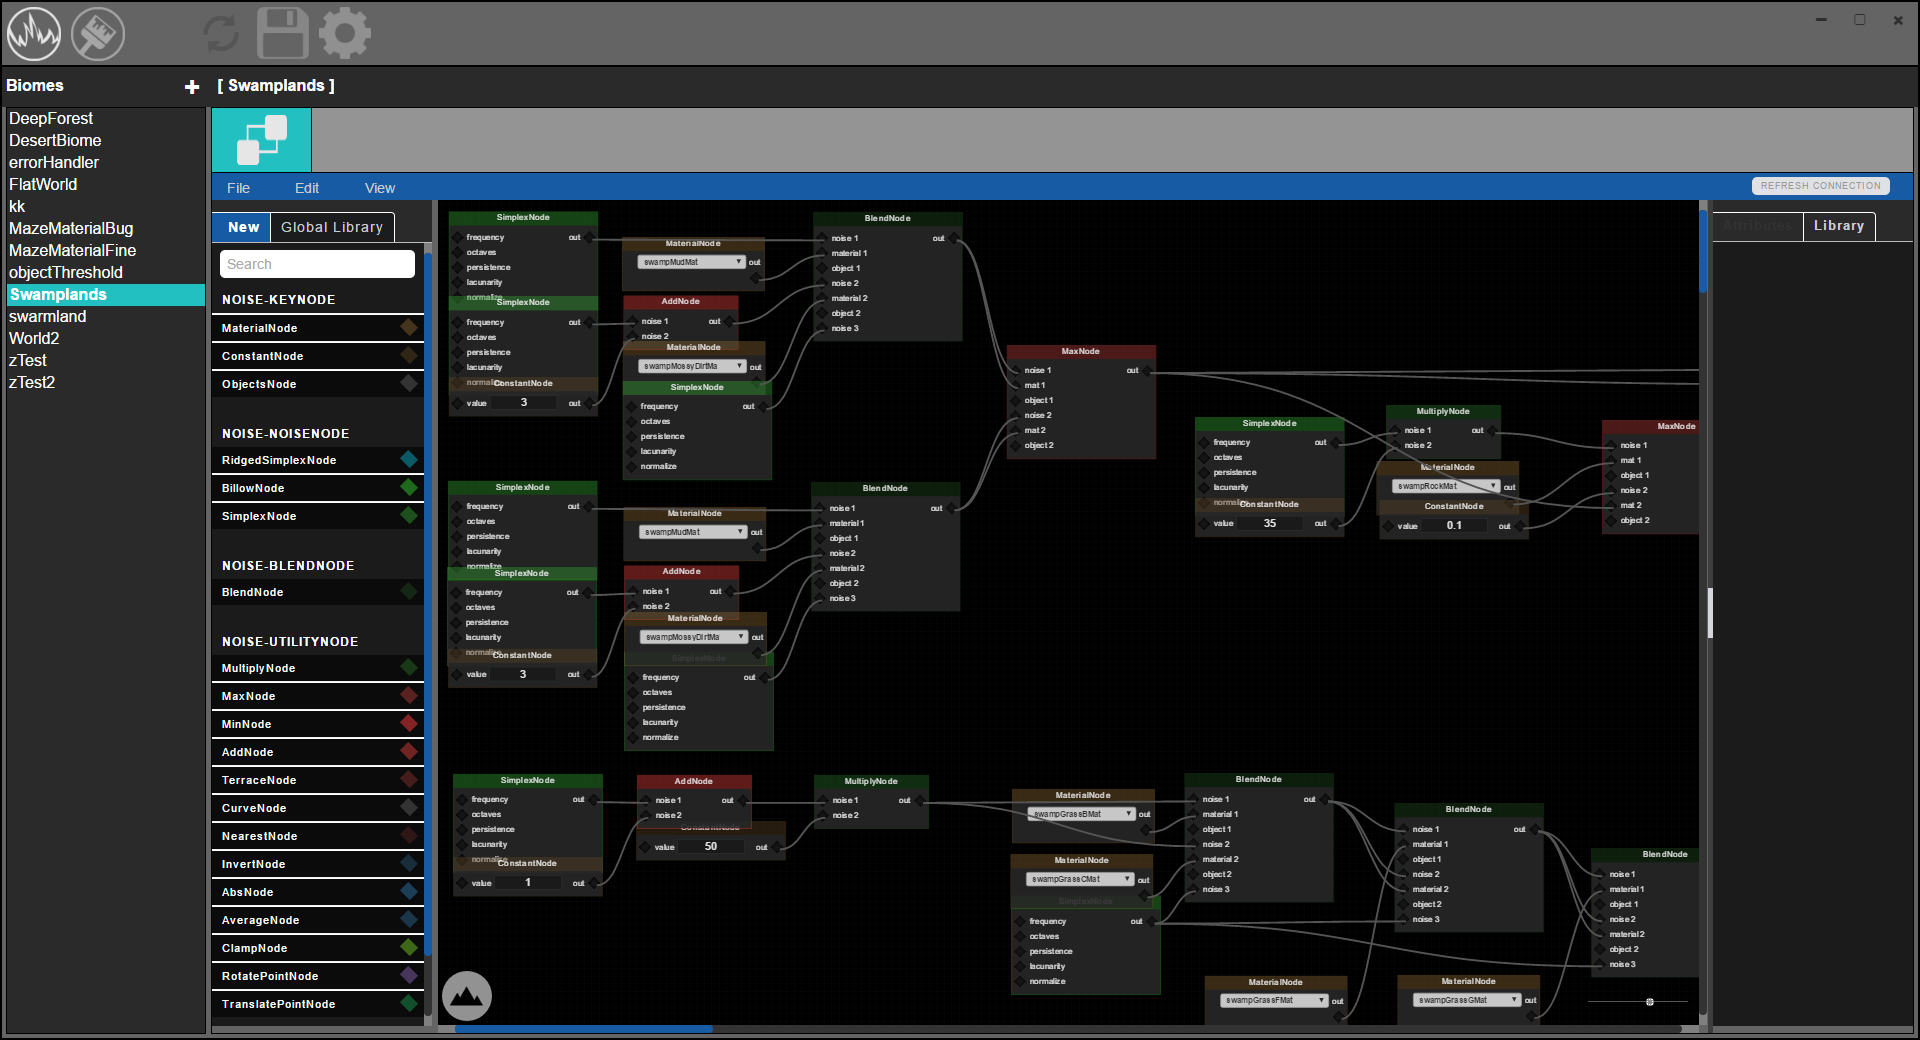 Biomes
[ Swamplands ]
DeepForest
DesertBiome
errorHandler
FlatWorld
kk
MazeMaterialBug
MazeMaterialFine
objectThreshold
Swamplands
swarmland
World2
zTest
zTest2
File Edit View
REFRESH CONNECTION
New Global Library
Search
NOISE-KEYNODE
MaterialNode
ConstantNode
ObjectsNode
NOISE-NOISENODE
RidgedSimplexNode
BillowNode
SimplexNode
NOISE-BLENDNODE
BlendNode
NOISE-UTILITYNODE
MultiplyNode
MaxNode
MinNode
AddNode
TerraceNode
CurveNode
NearestNode
InvertNode
AbsNode
AverageNode
ClampNode
RotatePointNode
TranslatePointNode
SimplexNode
frequency out
octaves
persistence
lacunarity
normalize
SimplexNode
frequency out
octaves
persistence
lacunarity
normalize
ConstantNode
value 3 out
MaterialNode
swampMudMat out
AddNode
noise 1 out
noise 2
MaterialNode
swampMossyDirtMa out
SimplexNode
frequency out
octaves
persistence
lacunarity
normalize
BlendNode
noise 1 out
material 1
object 1
noise 2
material 2
object 2
noise 3
SimplexNode
frequency out
octaves
persistence
lacunarity
normalize
SimplexNode
frequency out
octaves
persistence
lacunarity
normalize
ConstantNode
value 3 out
MaterialNode
swampMudMat out
AddNode
noise 1 out
noise 2
MaterialNode
swampMossyDirtMa out
SimplexNode
frequency out
octaves
persistence
lacunarity
normalize
BlendNode
noise 1 out
material 1
object 1
noise 2
material 2
object 2
noise 3
MaxNode
noise 1 out
mat 1
object 1
noise 2
mat 2
object 2
SimplexNode
frequency out
octaves
persistence
lacunarity
normalize
ConstantNode
value 35 out
MultiplyNode
noise 1 out
noise 2
MaterialNode
swampRockMat out
ConstantNode
value 0.1 out
MaxNode
noise 1
mat 1
object 1
noise 2
mat 2
object 2
SimplexNode
frequency out
octaves
persistence
lacunarity
normalize
ConstantNode
value 1 out
AddNode
noise 1 out
noise 2
ConstantNode
value 50 out
MultiplyNode
noise 1 out
noise 2
MaterialNode
swampGrassBMat out
MaterialNode
swampGrassCMat out
SimplexNode
frequency out
octaves
persistence
lacunarity
normalize
BlendNode
noise 1 out
material 1
object 1
noise 2
material 2
object 2
noise 3
BlendNode
noise 1 out
material 1
object 1
noise 2
material 2
object 2
noise 3
BlendNode
noise 1
material 1
object 1
noise 2
material 2
object 2
noise 3
MaterialNode
swampGrassFMat out
MaterialNode
swampGrassGMat out
Attributes Library